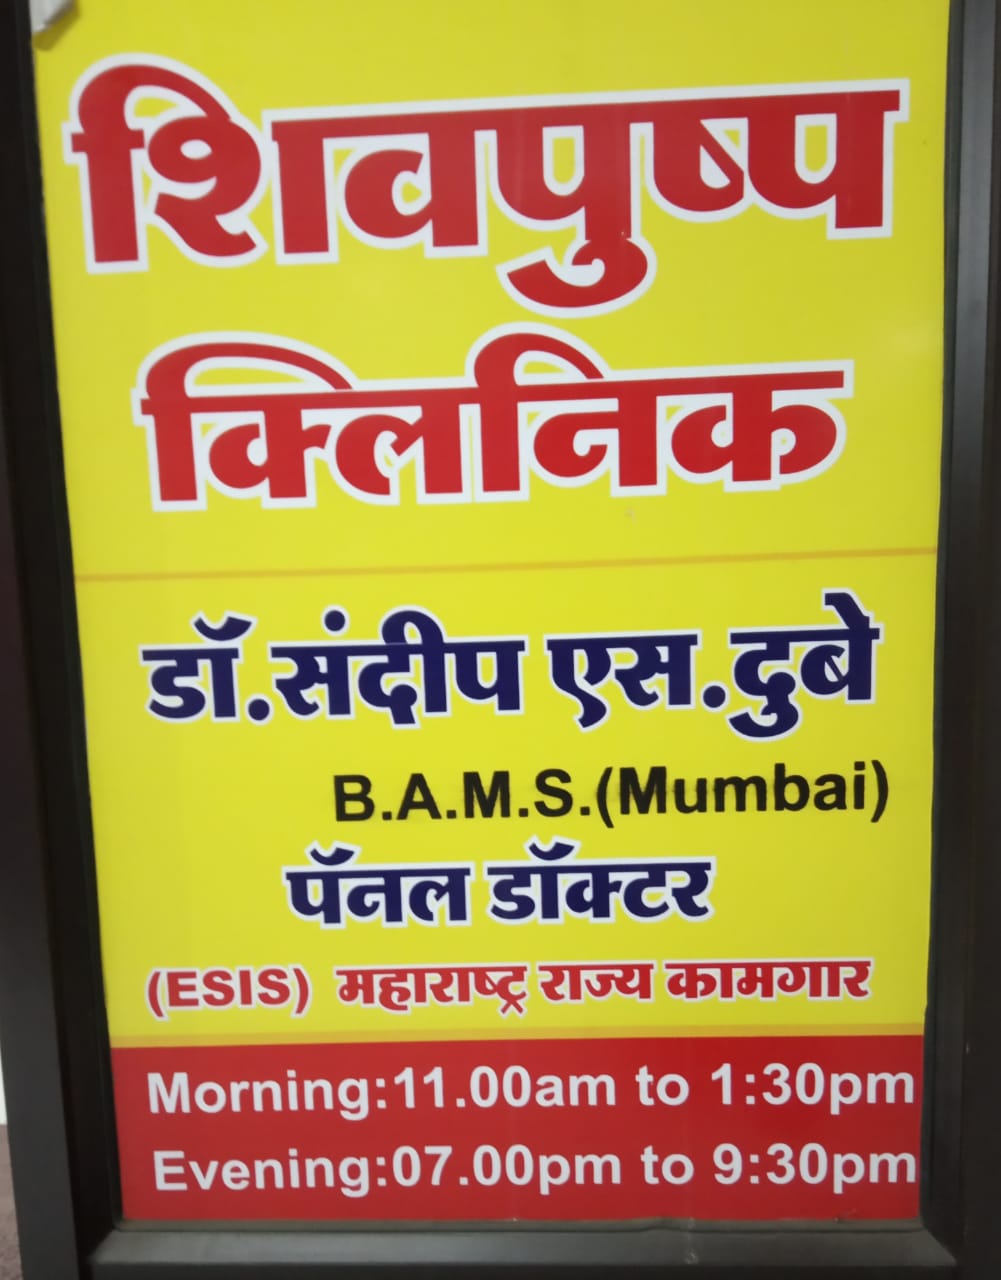 शिवपुष्प
क्लिनिक
डॉ.संदीप एस.दुबे
B.A.M.S.(Mumbai)
पॅनल डॉक्टर
(ESIS) महाराष्ट्र राज्य कामगार
Morning:11.00am to 1:30pm
Evening:07.00pm to 9:30pm